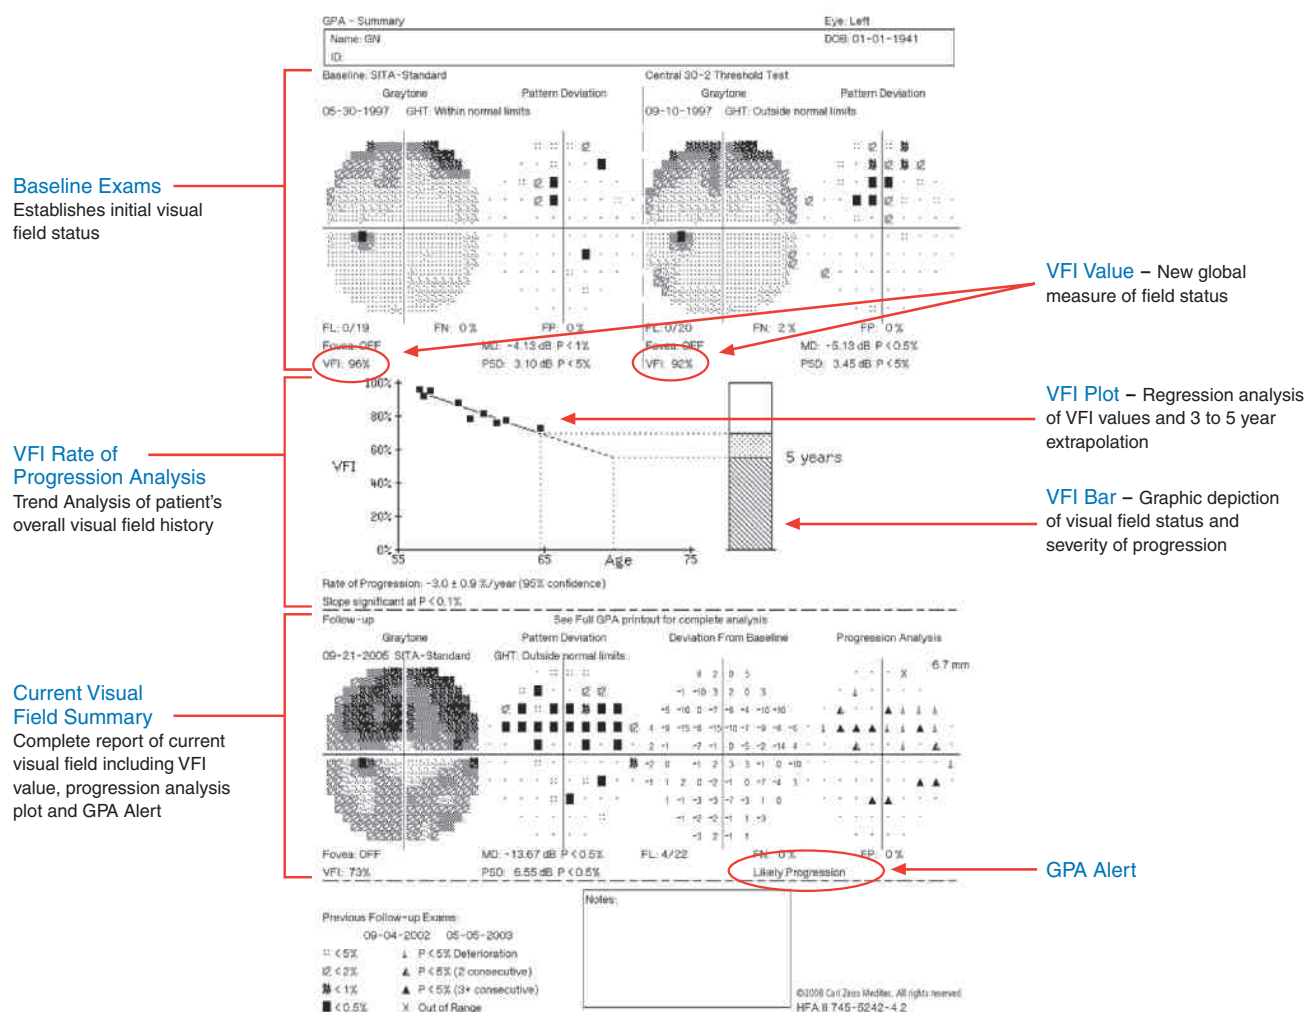 GPA - Summary
Eye: Left
Name: GN
DOB: 01-01-1941
ID:
Baseline: SITA-Standard
Central 30-2 Threshold Test
Graytone
Pattern Deviation
Graytone
Pattern Deviation
05-30-1997 GHT: Within normal limits
09-10-1997 GHT: Outside normal limits
Baseline Exams
Establishes initial visual
field status
VFI Value – New global
measure of field status
FL: 0/19 FN: 0% FP: 0%
Fovea: OFF MD: -4.13 dB P < 1%
VFI: 96% PSD: 3.10 dB P < 5%
FL: 0/20 FN: 2% FP: 0%
Fovea: OFF MD: -5.13 dB P < 0.5%
VFI: 92% PSD: 3.45 dB P < 5%
VFI Rate of
Progression Analysis
Trend Analysis of patient's
overall visual field history
100%
80%
60%
VFI
40%
20%
0%
55
65
Age
75
5 years
VFI Plot – Regression analysis
of VFI values and 3 to 5 year
extrapolation
VFI Bar – Graphic depiction
of visual field status and
severity of progression
Rate of Progression: -3.0 ± 0.9 %/year (95% confidence)
Slope significant at P < 0.1%
Follow-up
See Full GPA printout for complete analysis
Graytone
Pattern Deviation
Deviation From Baseline
Progression Analysis
09-21-2005 SITA-Standard
GHT: Outside normal limits
6.7 mm
Current Visual
Field Summary
Complete report of current
visual field including VFI
value, progression analysis
plot and GPA Alert
Fovea: OFF MD: -13.67 dB P < 0.5% FL: 4/22 FN: 0% FP: 0%
VFI: 73% PSD: 6.55 dB P < 0.5% Likely Progression
GPA Alert
Notes:
Previous Follow-up Exams:
09-04-2002 05-05-2003
< 5% P < 5% Deterioration
< 2% P < 5% (2 consecutive)
< 1% P < 5% (3+ consecutive)
< 0.5% X Out of Range
©2008 Carl Zeiss Meditec. All rights reserved.
HFA II 745-5242-4.2